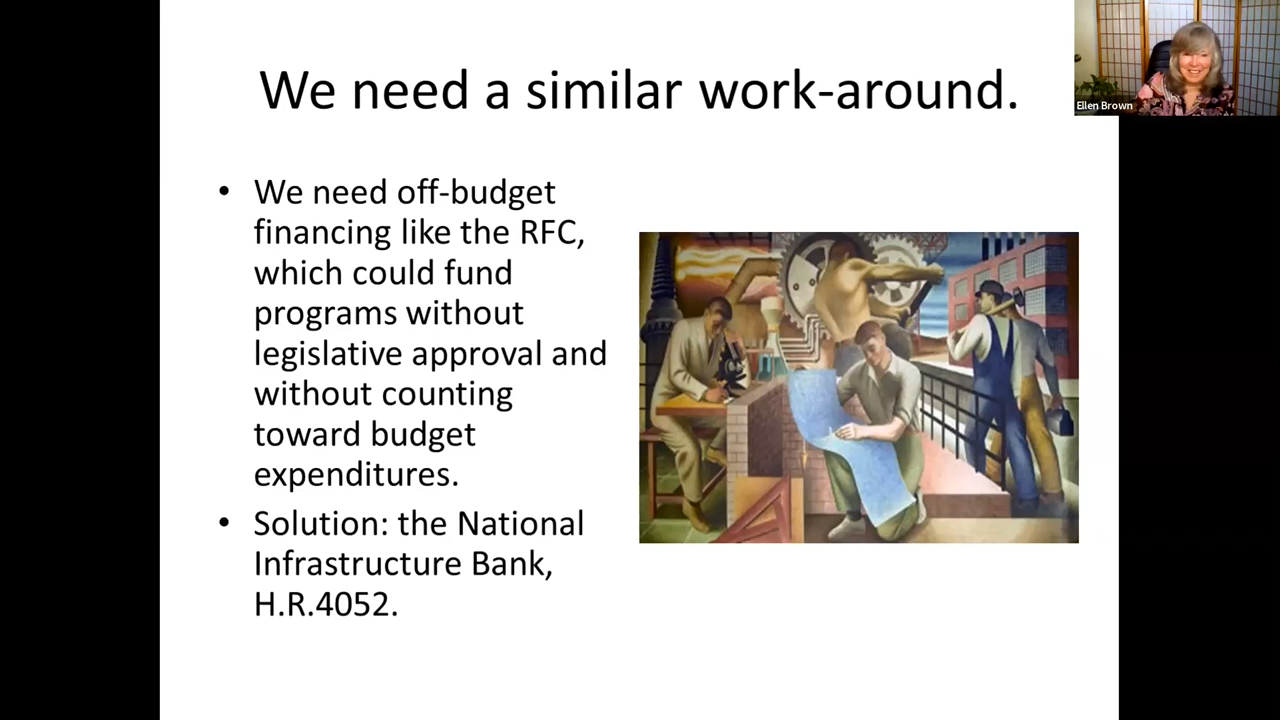 We need a similar work-around.
• We need off-budget
financing like the RFC,
which could fund
programs without
legislative approval and
without counting
toward budget
expenditures.
• Solution: the National
Infrastructure Bank,
H.R.4052.
Ellen Brown